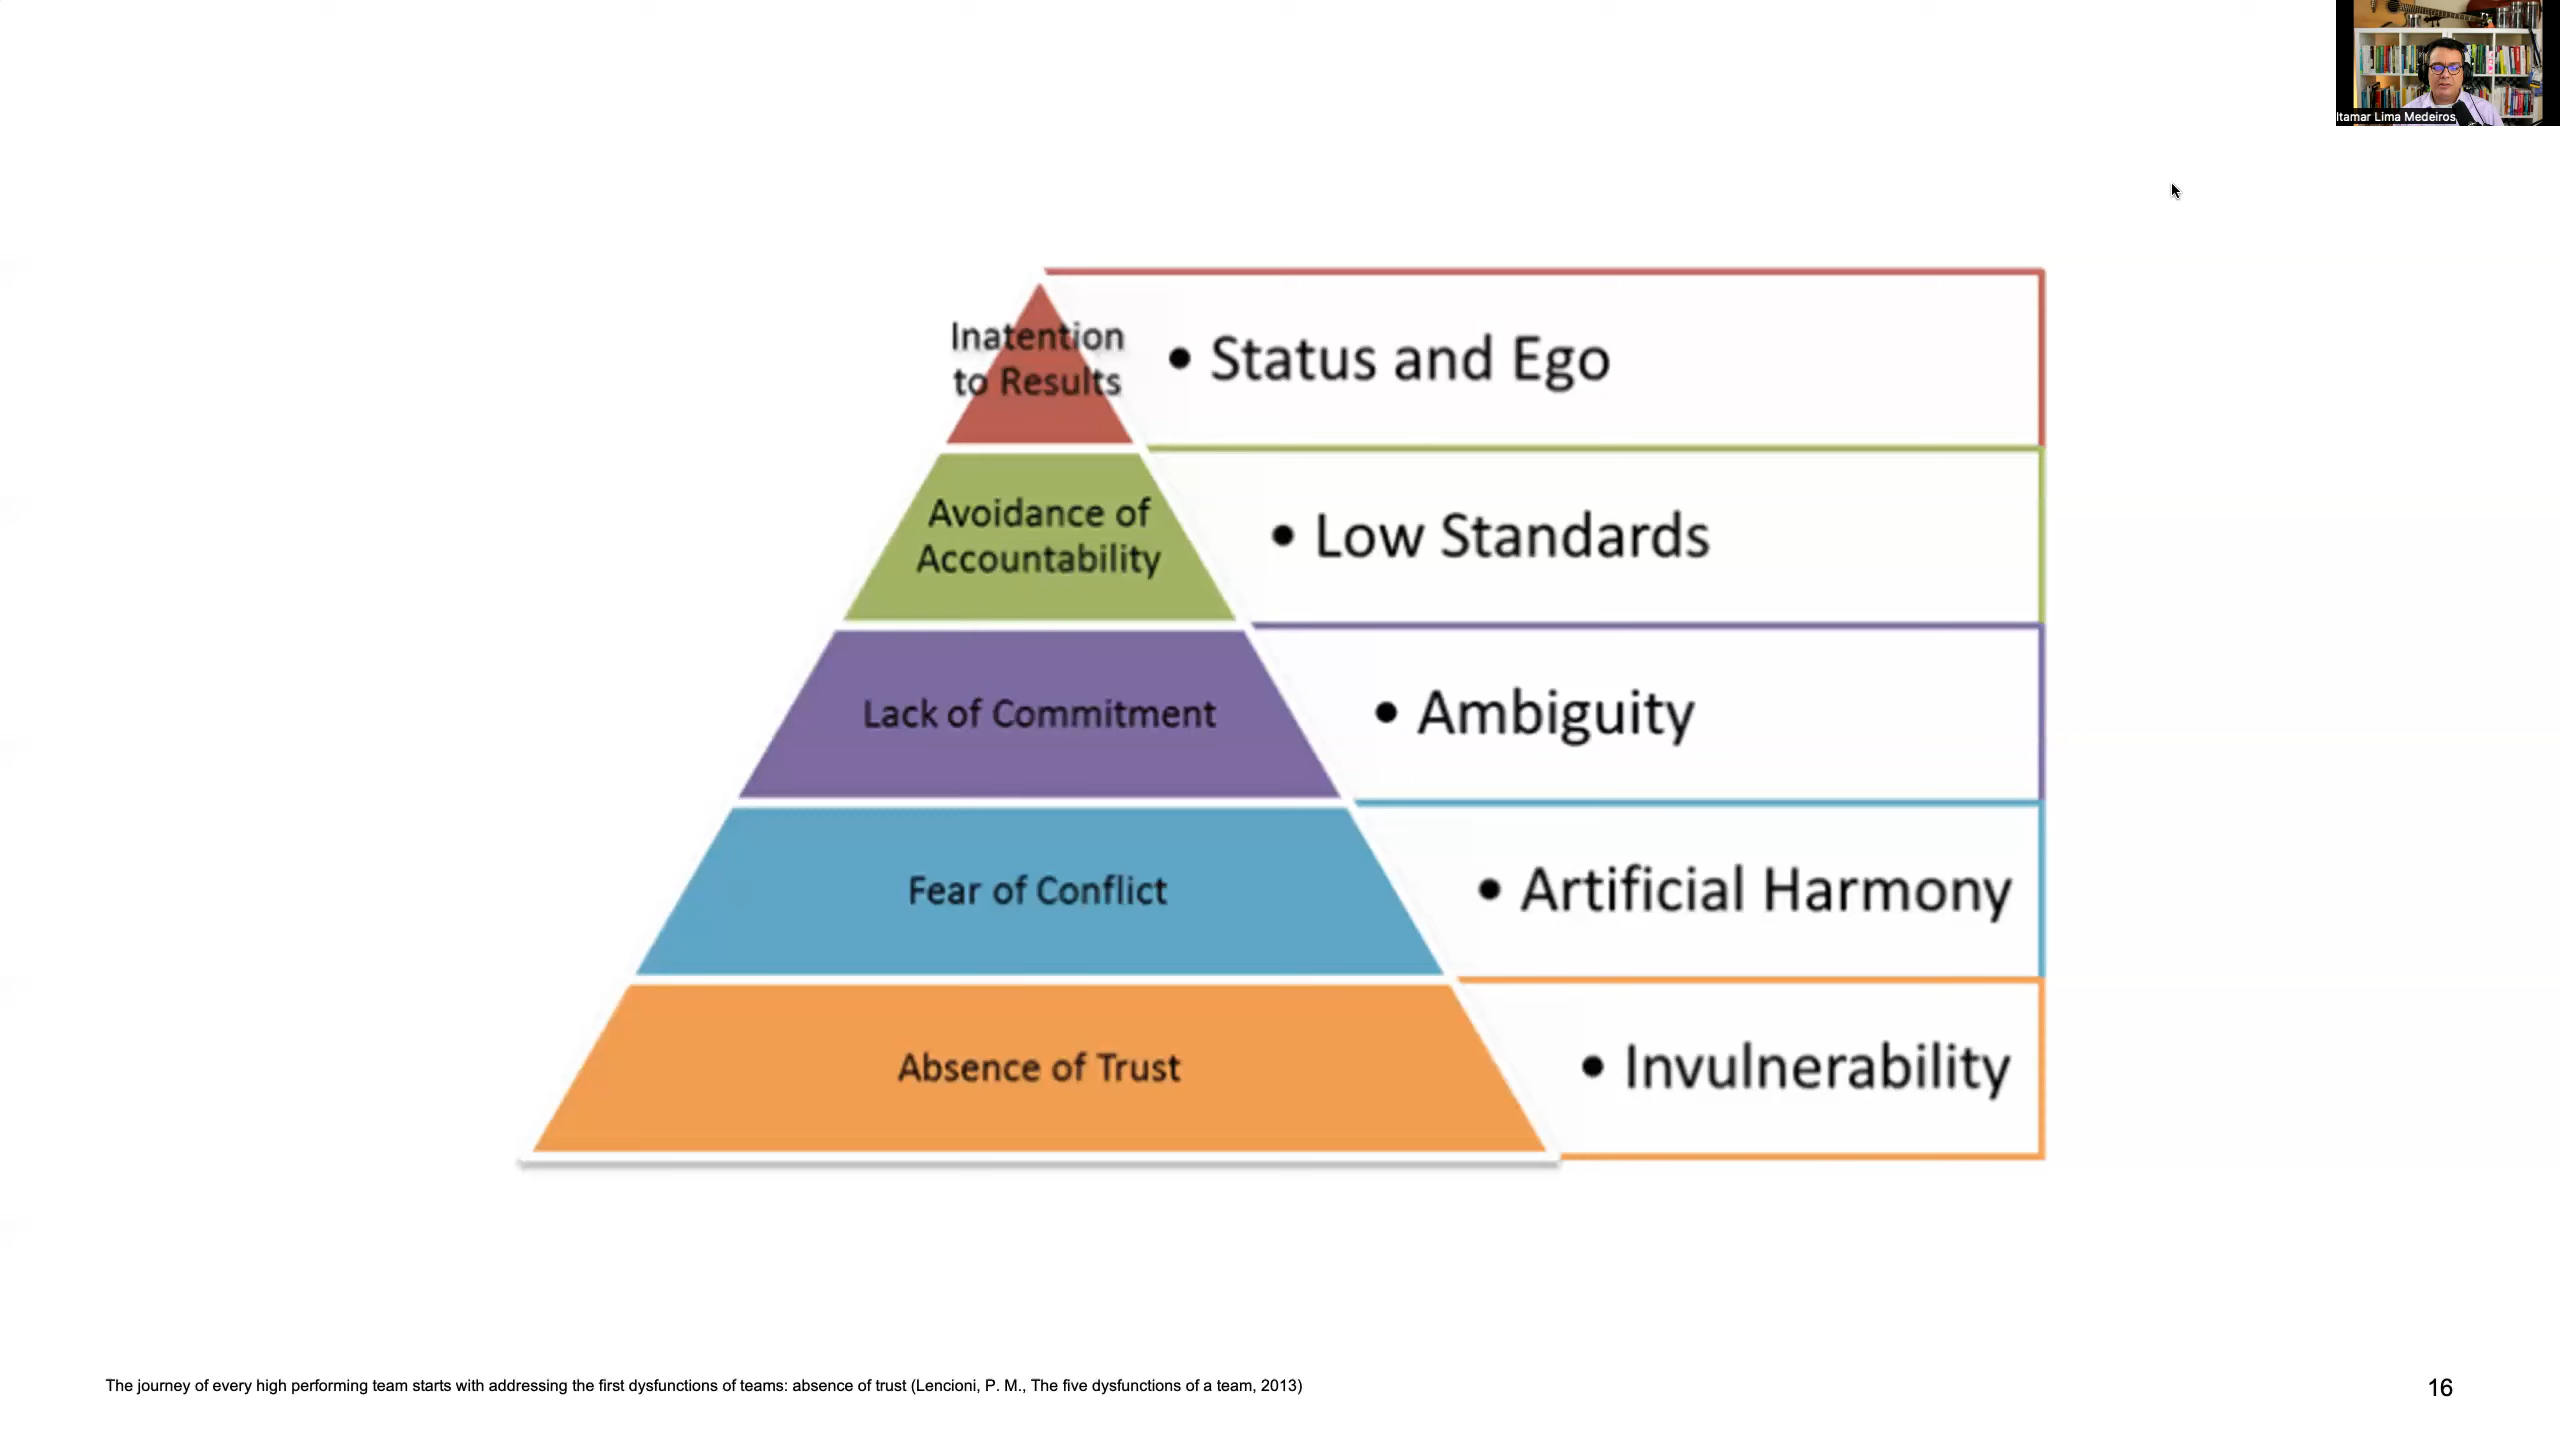 Itamar Lima Medeiros
Inatention
to Results
• Status and Ego
Avoidance of
Accountability
• Low Standards
Lack of Commitment
• Ambiguity
Fear of Conflict
• Artificial Harmony
Absence of Trust
• Invulnerability
The journey of every high performing team starts with addressing the first dysfunctions of teams: absence of trust (Lencioni, P. M., The five dysfunctions of a team, 2013)
16